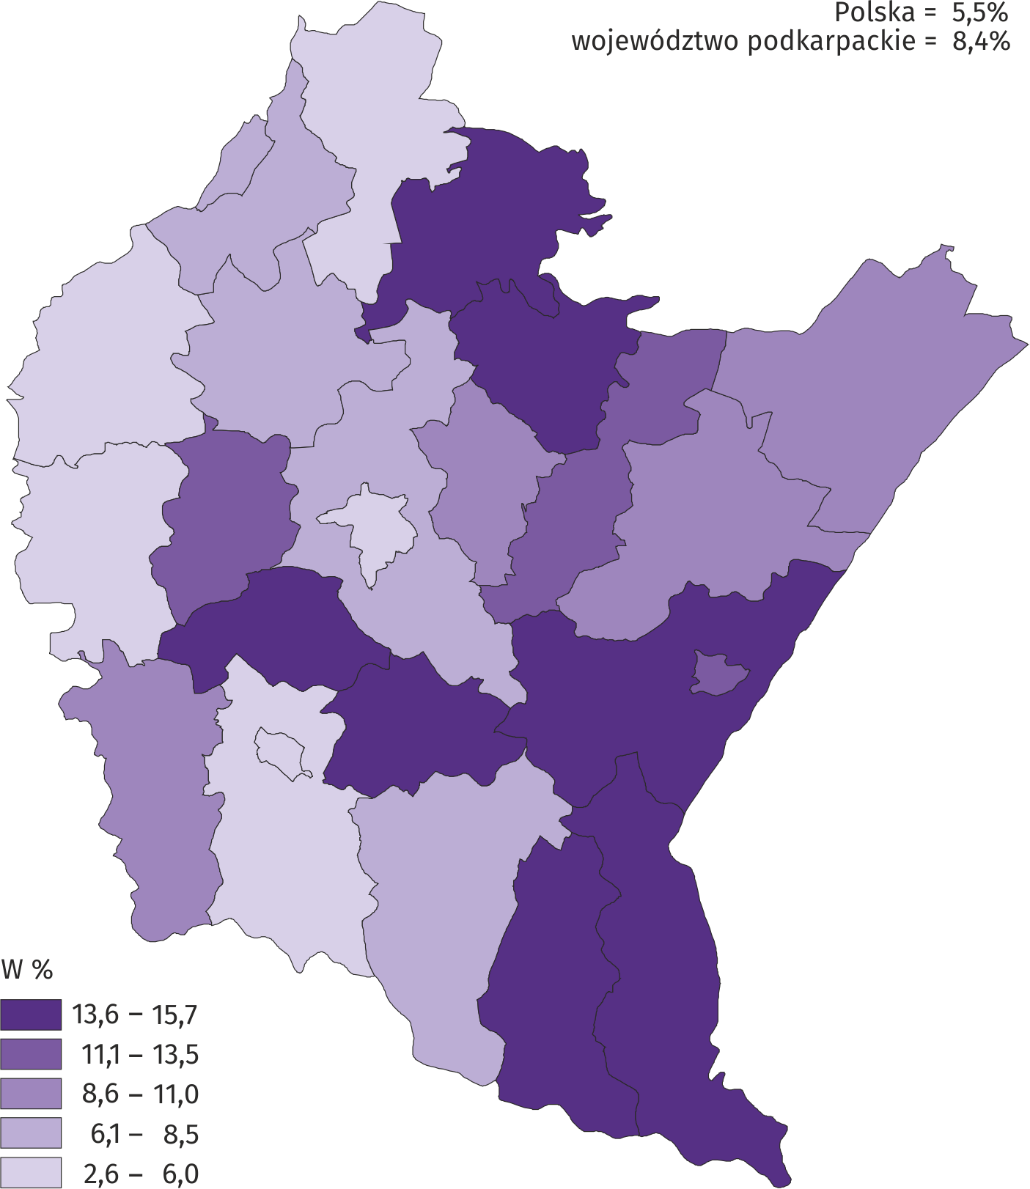 Polska = 5,5%
województwo podkarpackie = 8,4%
W %
13,6 – 15,7
11,1 – 13,5
8,6 – 11,0
6,1 – 8,5
2,6 – 6,0